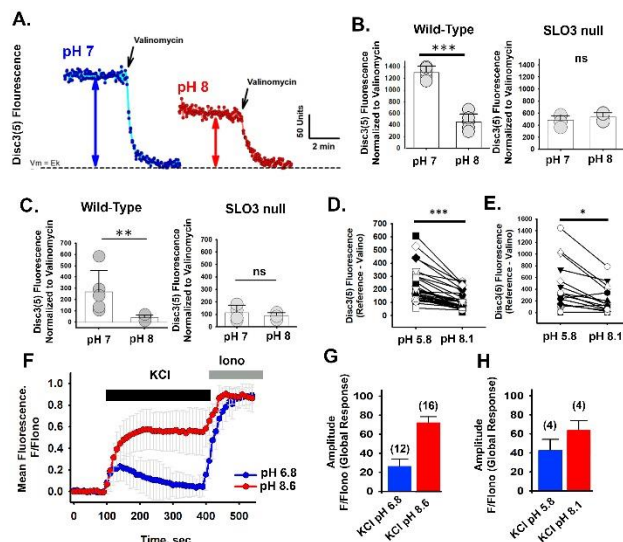 A.
pH 7
Valinomycin
pH 8
Valinomycin
Disc3(5) Flourescence
Vm = Ek
50 Units
2 min
B.
Wild-Type
SLO3 null
***
ns
Disc3(5) Fluorescence
Normalized to Valinomycin
1400
1200
1000
800
600
400
200
0
pH 7
pH 8
Disc3(5) Fluorescence
Normalized to Valinomycin
1400
1200
1000
800
600
400
200
0
pH 7
pH 8
C.
Wild-Type
SLO3 null
**
ns
Disc3(5) Fluorescence
Normalized to Valinomycin
700
600
500
400
300
200
100
0
pH 7
pH 8
Disc3(5) Fluorescence
Normalized to Valinomycin
500
400
300
200
100
0
pH 7
pH 8
D.
***
Disc3(5) Fluorescence
(Reference - Valino)
700
600
500
400
300
200
100
0
pH 5.8
pH 8.1
E.
*
Disc3(5) Fluorescence
(Reference - Valino)
1600
1400
1200
1000
800
600
400
200
0
pH 5.8
pH 8.1
F
KCl
Iono
Mean Fluorescence,
F/FIono
1.0
0.8
0.6
0.4
0.2
0.0
pH 6.8
pH 8.6
0 100 200 300 400 500
Time, sec
G
Amplitude
F/Flono (Global Response)
100
80
60
40
20
0
(12)
(16)
KCl pH 6.8
KCl pH 8.6
H
Amplitude
F/Flono (Global Response)
100
80
60
40
20
0
(4)
(4)
KCl pH 5.8
KCl pH 8.1